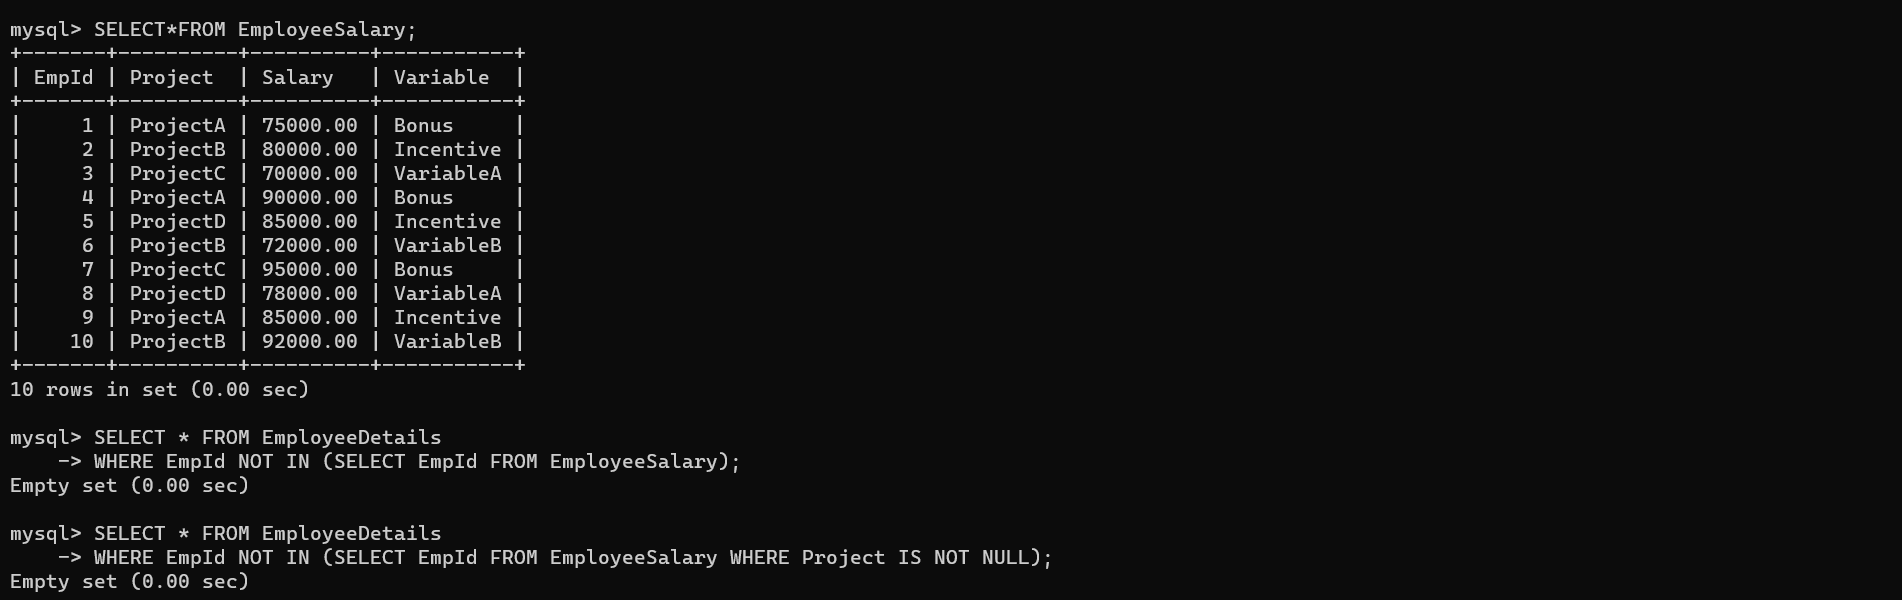 mysql> SELECT*FROM EmployeeSalary;
+-------+----------+----------+-----------+
| EmpId | Project  | Salary   | Variable  |
+-------+----------+----------+-----------+
|     1 | ProjectA | 75000.00 | Bonus     |
|     2 | ProjectB | 80000.00 | Incentive |
|     3 | ProjectC | 70000.00 | VariableA |
|     4 | ProjectA | 90000.00 | Bonus     |
|     5 | ProjectD | 85000.00 | Incentive |
|     6 | ProjectB | 72000.00 | VariableB |
|     7 | ProjectC | 95000.00 | Bonus     |
|     8 | ProjectD | 78000.00 | VariableA |
|     9 | ProjectA | 85000.00 | Incentive |
|    10 | ProjectB | 92000.00 | VariableB |
+-------+----------+----------+-----------+
10 rows in set (0.00 sec)

mysql> SELECT * FROM EmployeeDetails
    -> WHERE EmpId NOT IN (SELECT EmpId FROM EmployeeSalary);
Empty set (0.00 sec)

mysql> SELECT * FROM EmployeeDetails
    -> WHERE EmpId NOT IN (SELECT EmpId FROM EmployeeSalary WHERE Project IS NOT NULL);
Empty set (0.00 sec)